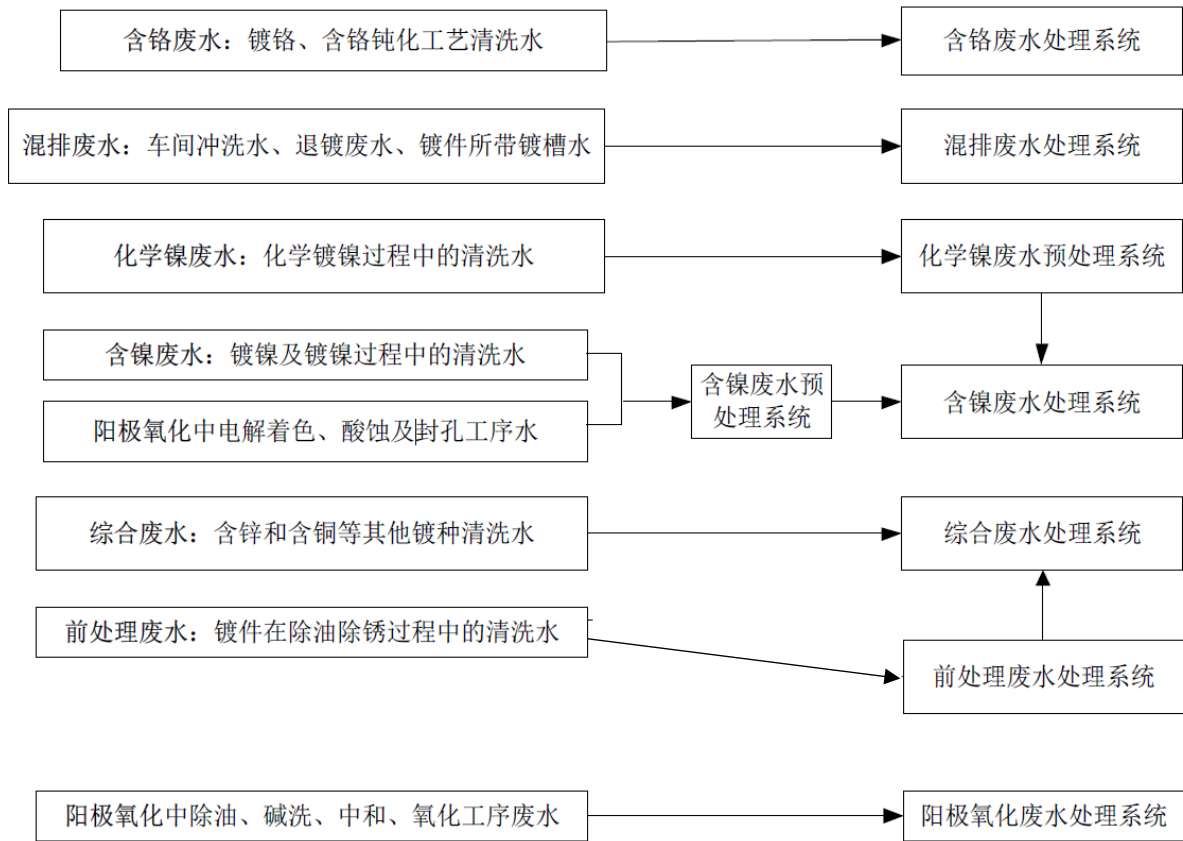 含铬废水：镀铬、含铬钝化工艺清洗水
含铬废水处理系统
混排废水：车间冲洗水、退镀废水、镀件所带镀槽水
混排废水处理系统
化学镍废水：化学镀镍过程中的清洗水
化学镍废水预处理系统
含镍废水：镀镍及镀镍过程中的清洗水
阳极氧化中电解着色、酸蚀及封孔工序水
含镍废水预
处理系统
含镍废水处理系统
综合废水：含锌和含铜等其他镀种清洗水
综合废水处理系统
前处理废水：镀件在除油除锈过程中的清洗水
前处理废水处理系统
阳极氧化中除油、碱洗、中和、氧化工序废水
阳极氧化废水处理系统